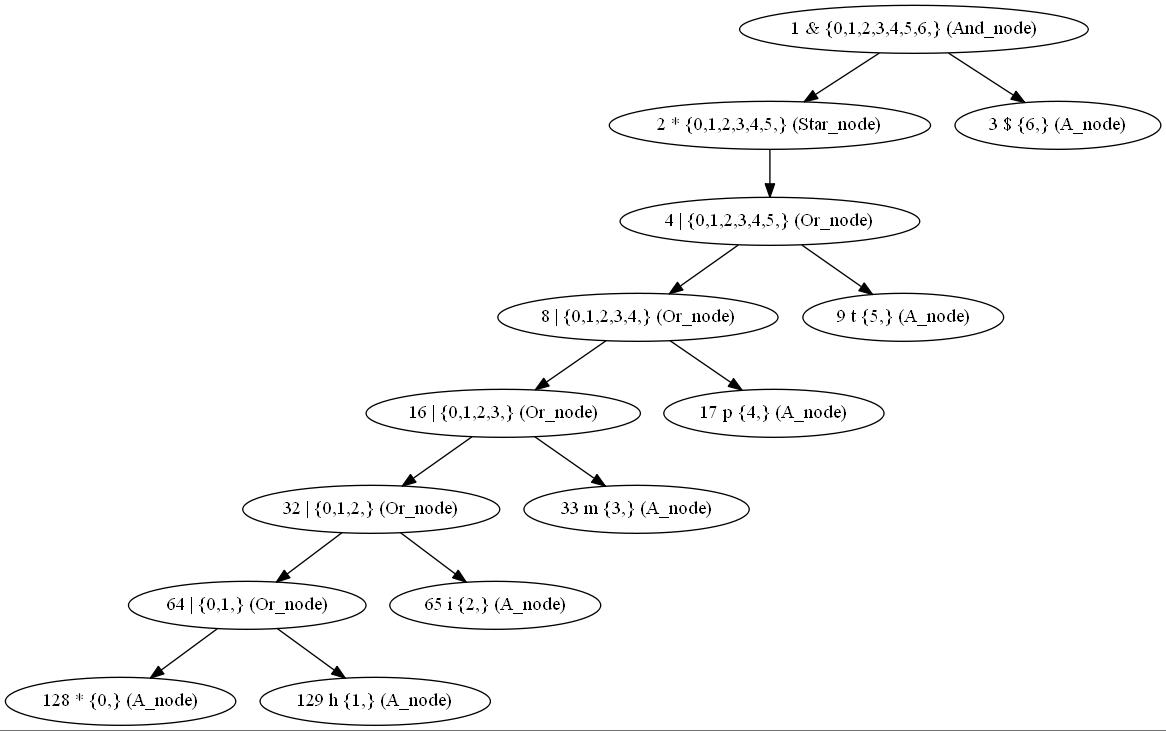 1 & {0,1,2,3,4,5,6,} (And_node)
2 * {0,1,2,3,4,5,} (Star_node)
3 $ {6,} (A_node)
4 | {0,1,2,3,4,5,} (Or_node)
8 | {0,1,2,3,4,} (Or_node)
9 t {5,} (A_node)
16 | {0,1,2,3,} (Or_node)
17 p {4,} (A_node)
32 | {0,1,2,} (Or_node)
33 m {3,} (A_node)
64 | {0,1,} (Or_node)
65 i {2,} (A_node)
128 * {0,} (A_node)
129 h {1,} (A_node)